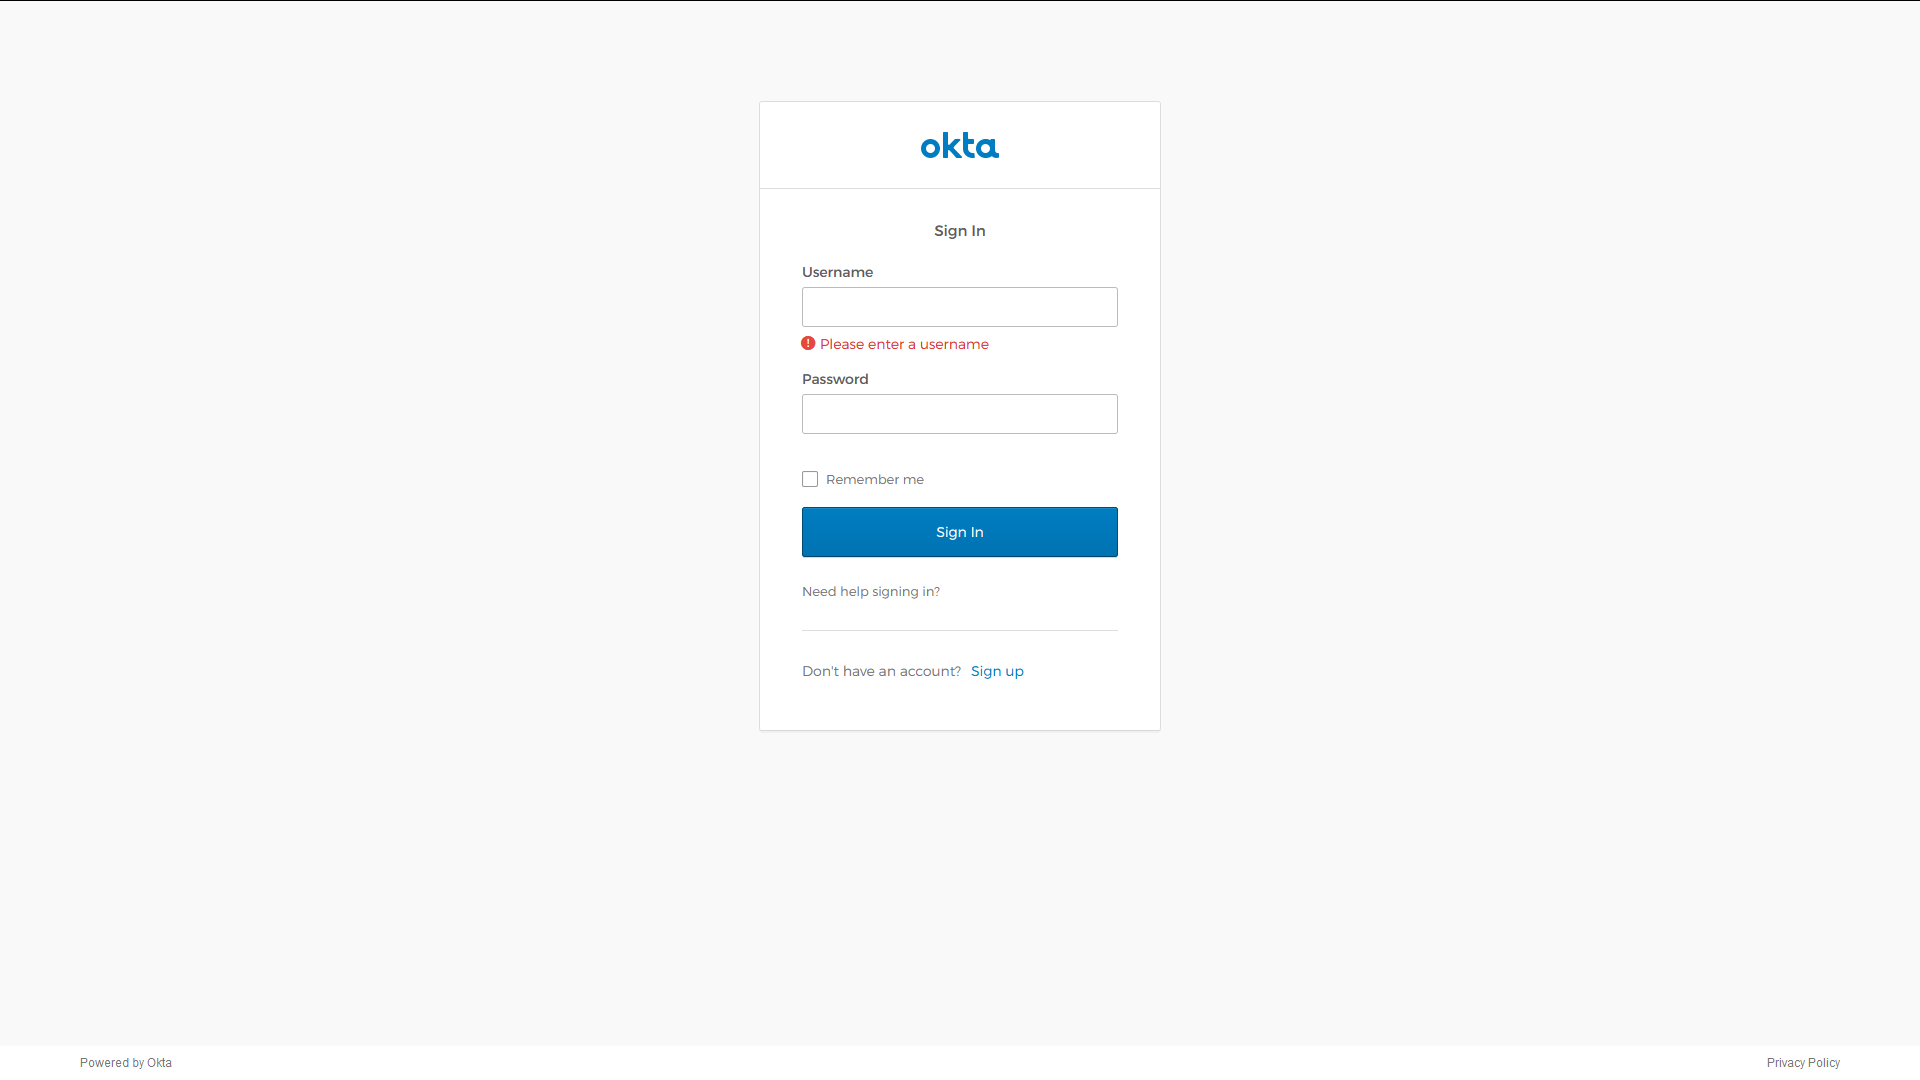 okta
Sign In
Username
Please enter a username
Password
Remember me
Sign In
Need help signing in?
Don't have an account? Sign up
Powered by Okta
Privacy Policy